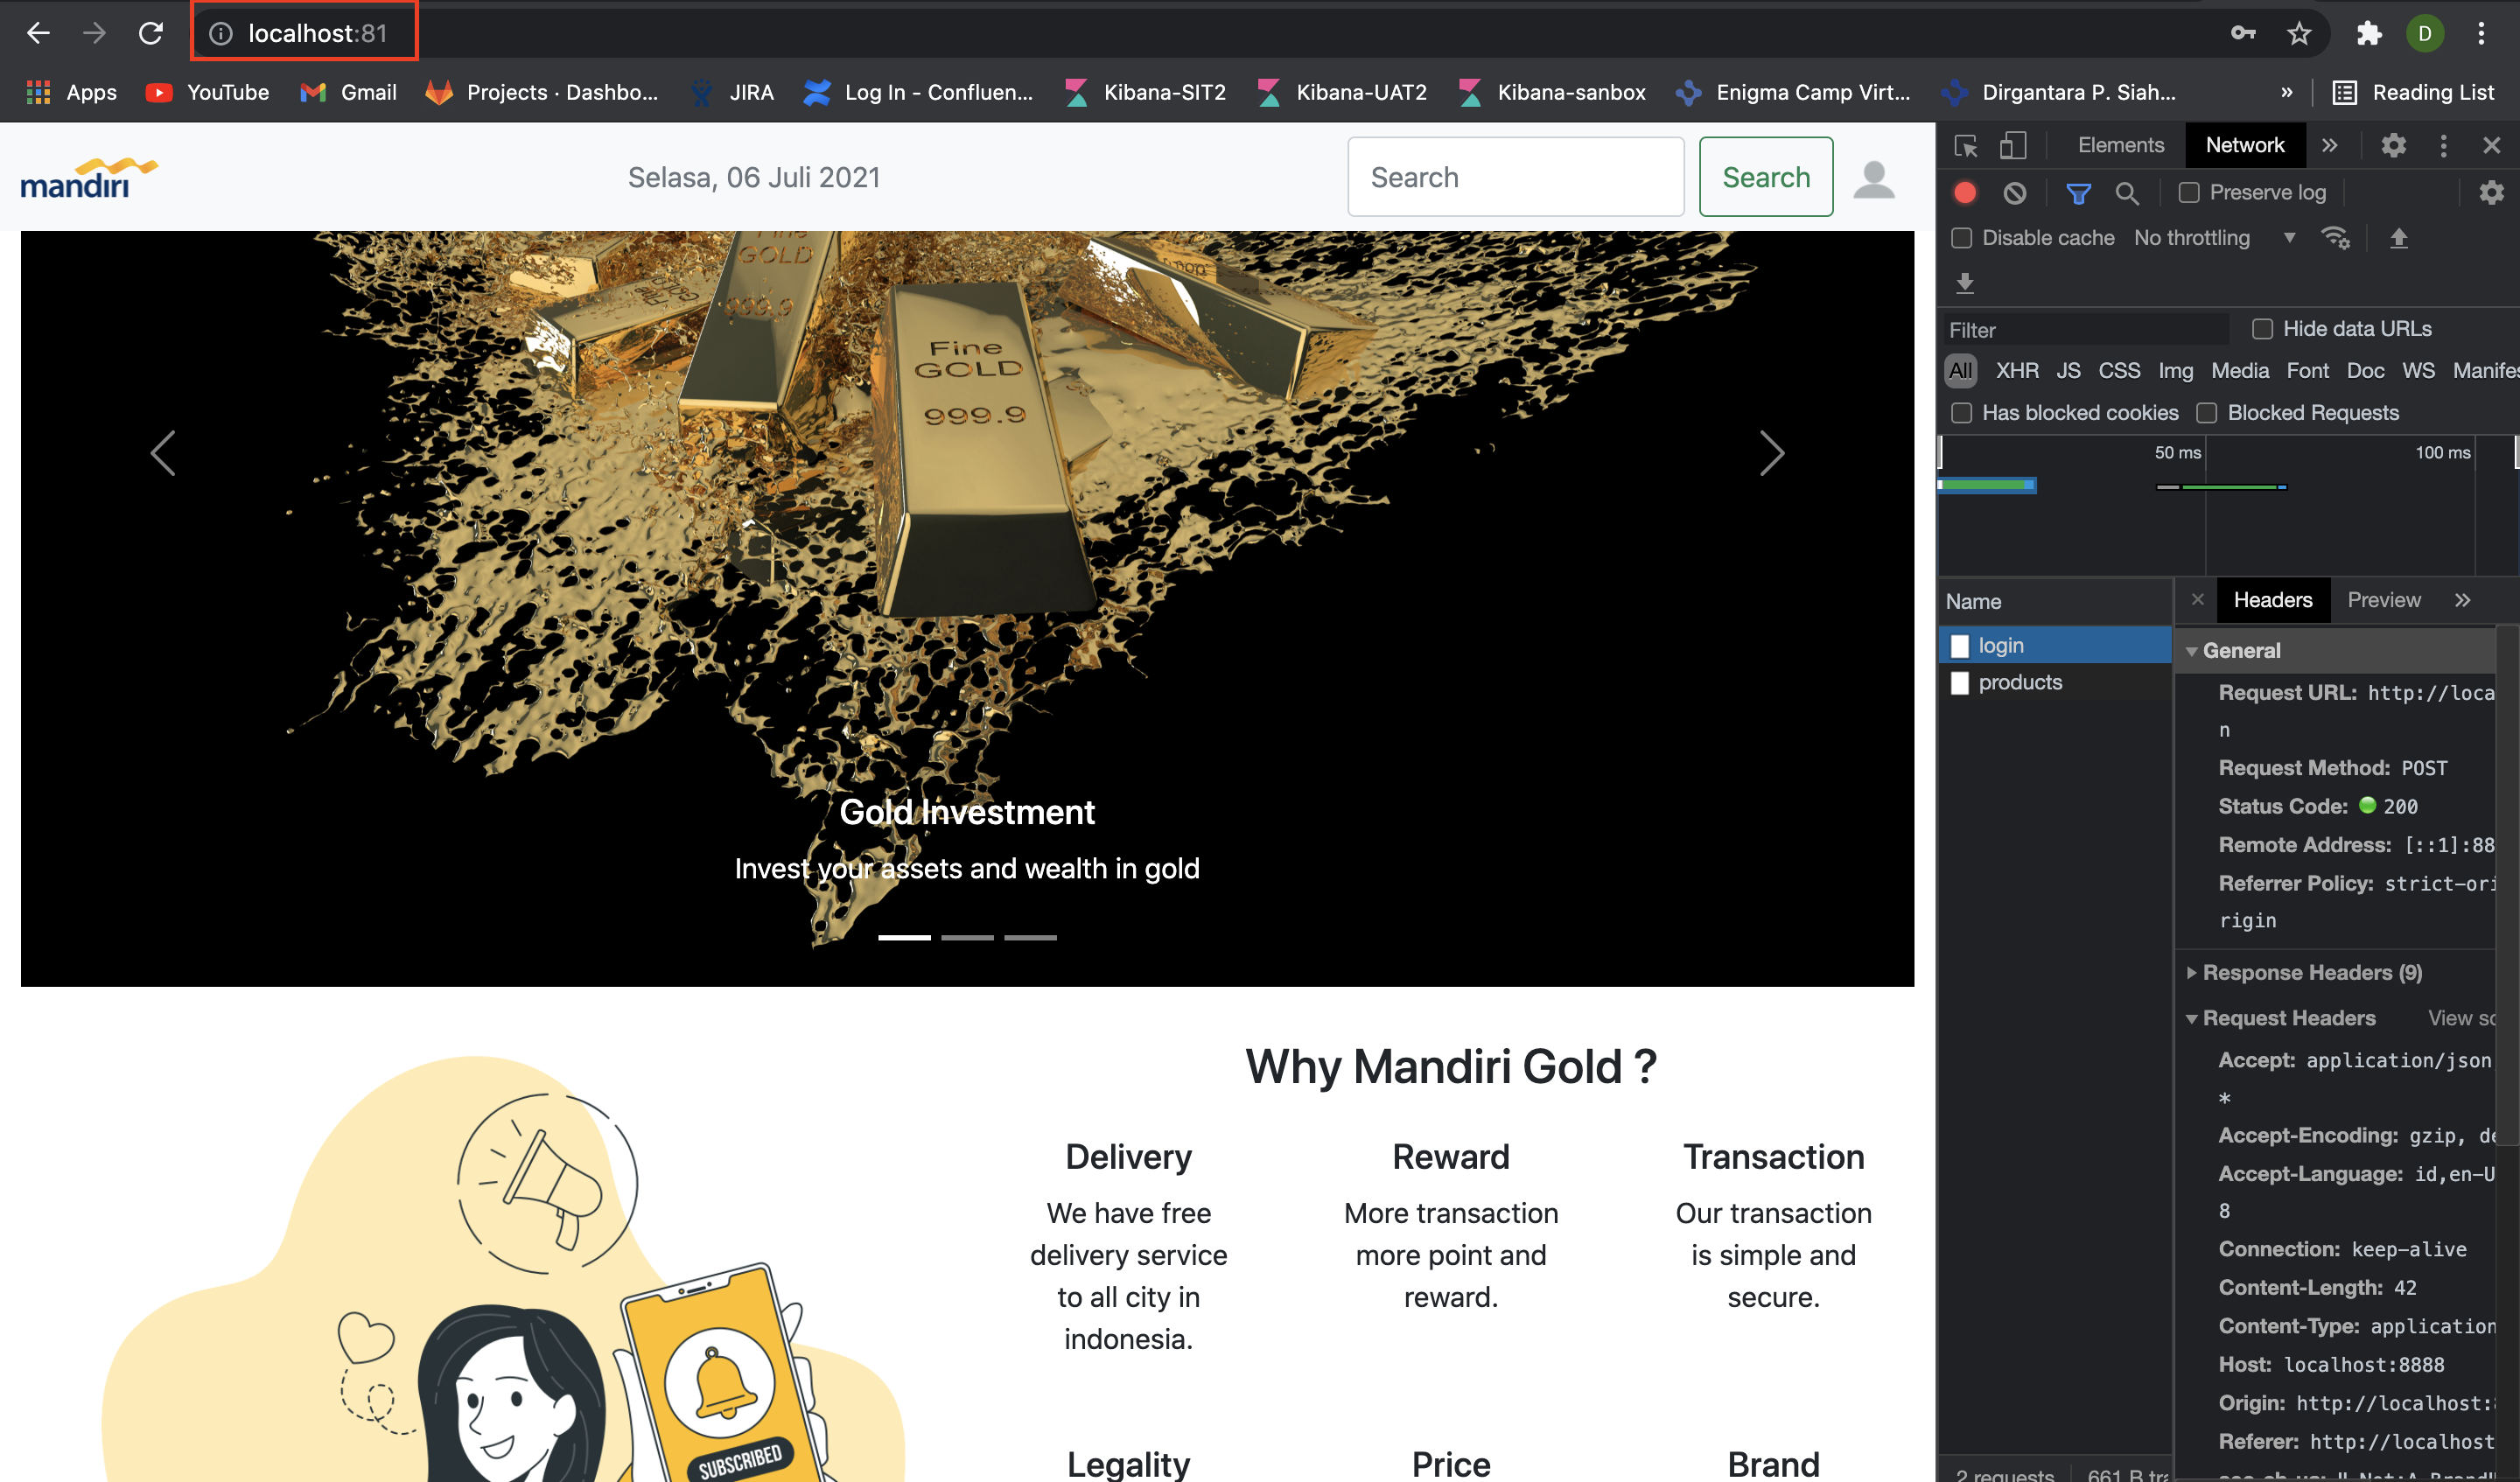 localhost:81
Apps YouTube Gmail Projects · Dashbo... JIRA Log In - Confluen... Kibana-SIT2 Kibana-UAT2 Kibana-sanbox Enigma Camp Virt... Dirgantara P. Siah... » Reading List
D
mandiri
Selasa, 06 Juli 2021
Search
Search
Fine
GOLD
999.9
Fine
GOLD
999.9
Gold Investment
Invest your assets and wealth in gold
Why Mandiri Gold ?
Delivery
We have free
delivery service
to all city in
indonesia.
Reward
More transaction
more point and
reward.
Transaction
Our transaction
is simple and
secure.
SUBSCRIBED
Legality
Price
Brand
Elements Network »
Preserve log
Disable cache No throttling
Filter
Hide data URLs
All XHR JS CSS Img Media Font Doc WS Manifes
Has blocked cookies Blocked Requests
50 ms 100 ms
Name
login
products
2 requests 661 B tra
× Headers Preview »
General
Request URL: http://loca
n
Request Method: POST
Status Code: 200
Remote Address: [::1]:88
Referrer Policy: strict-ori
rigin
Response Headers (9)
Request Headers View so
Accept: application/json
*
Accept-Encoding: gzip, de
Accept-Language: id,en-U
8
Connection: keep-alive
Content-Length: 42
Content-Type: application
Host: localhost:8888
Origin: http://localhost:
Referer: http://localhost